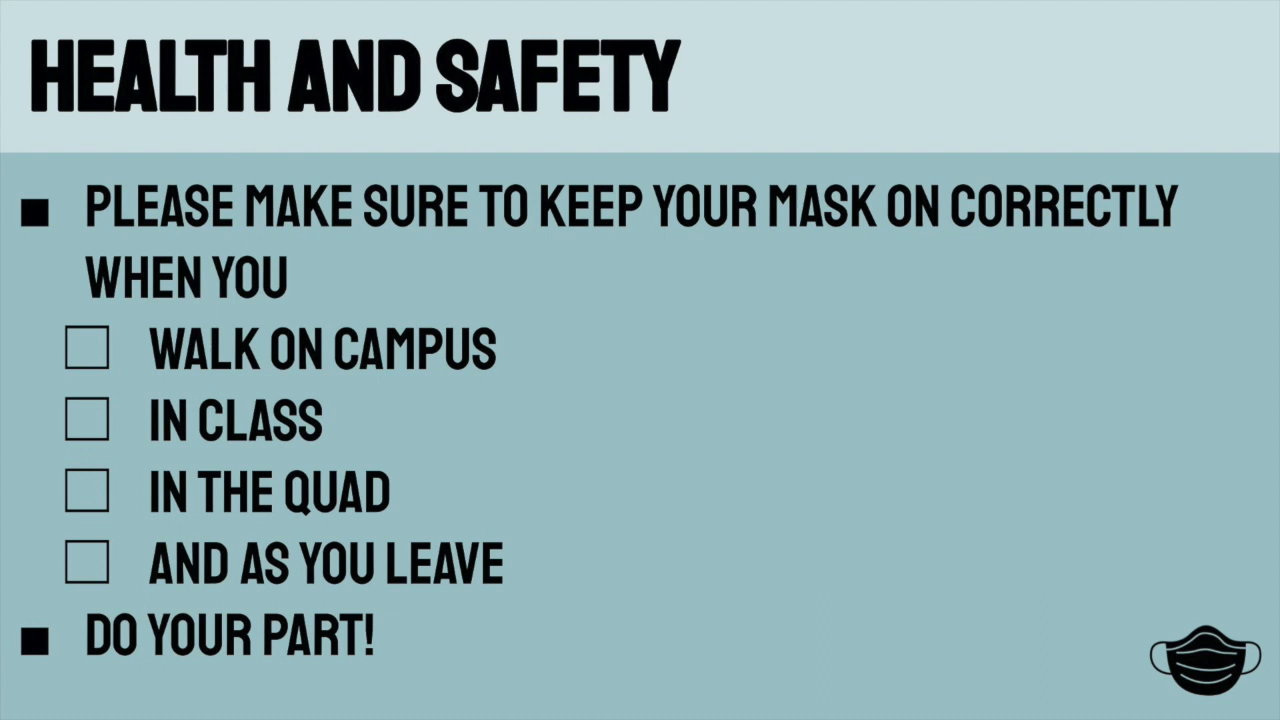 HEALTH AND SAFETY
■ PLEASE MAKE SURE TO KEEP YOUR MASK ON CORRECTLY
WHEN YOU
☐ WALK ON CAMPUS
☐ IN CLASS
☐ IN THE QUAD
☐ AND AS YOU LEAVE
■ DO YOUR PART!